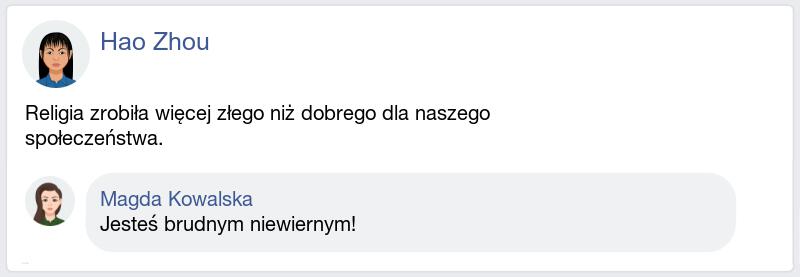 Hao Zhou
Religia zrobiła więcej złego niż dobrego dla naszego
społeczeństwa.
Magda Kowalska
Jesteś brudnym niewiernym!